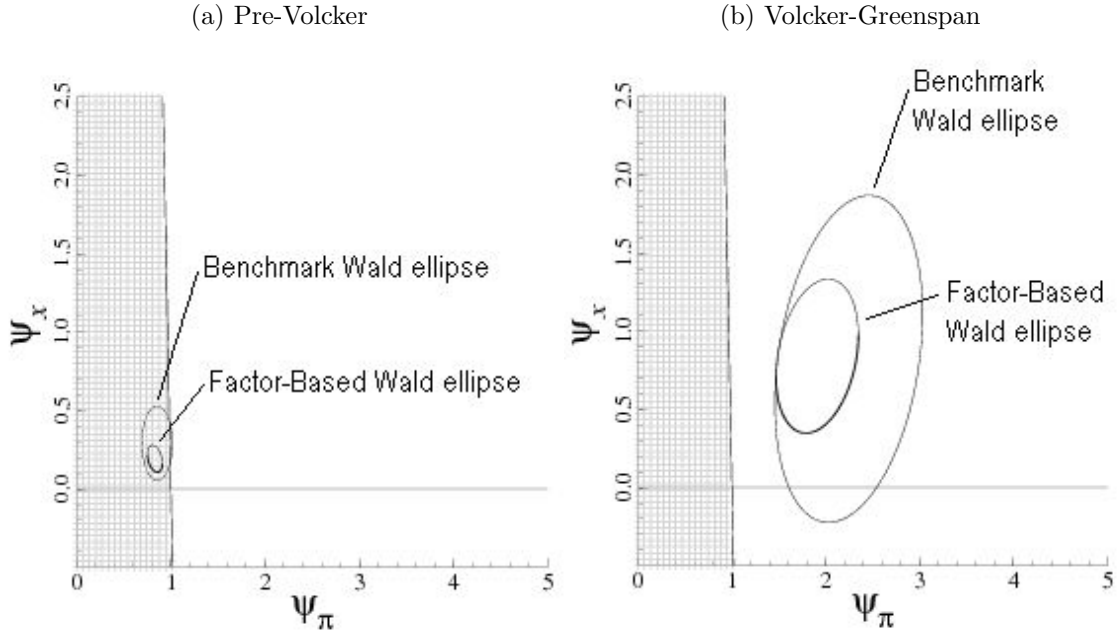 (a) Pre-Volcker
2.5
2.0
1.5
1.0
0.5
0.0
ψx
Benchmark Wald ellipse
Factor-Based Wald ellipse
0 1 2 3 4 5
ψπ
(b) Volcker-Greenspan
2.5
2.0
1.5
1.0
0.5
0.0
ψx
Benchmark
Wald ellipse
Factor-Based
Wald ellipse
0 1 2 3 4 5
ψπ